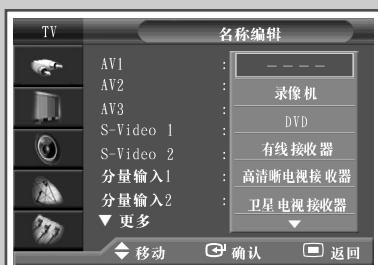 TV
名称编辑
AV1 : – – – –
AV2 : 录像机
AV3 : DVD
S-Video 1 : 有线接收器
S-Video 2 : 高清晰电视接收器
分量输入1 : 卫星电视接收器
分量输入2 :
▼ 更多
▼
移动 确认 返回